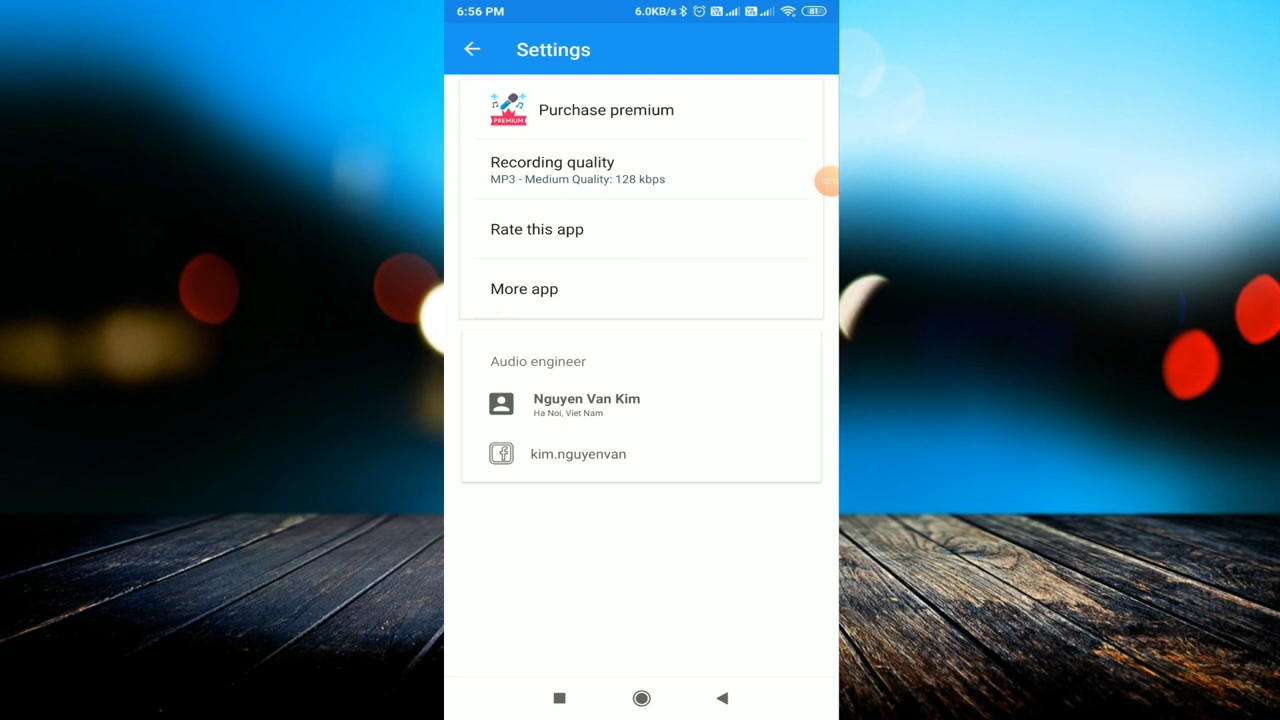 6:56 PM 6.0KB/s 81
Settings
PREMIUM
Purchase premium
Recording quality
MP3 - Medium Quality: 128 kbps
Rate this app
More app
Audio engineer
Nguyen Van Kim
Ha Noi, Viet Nam
kim.nguyenvan